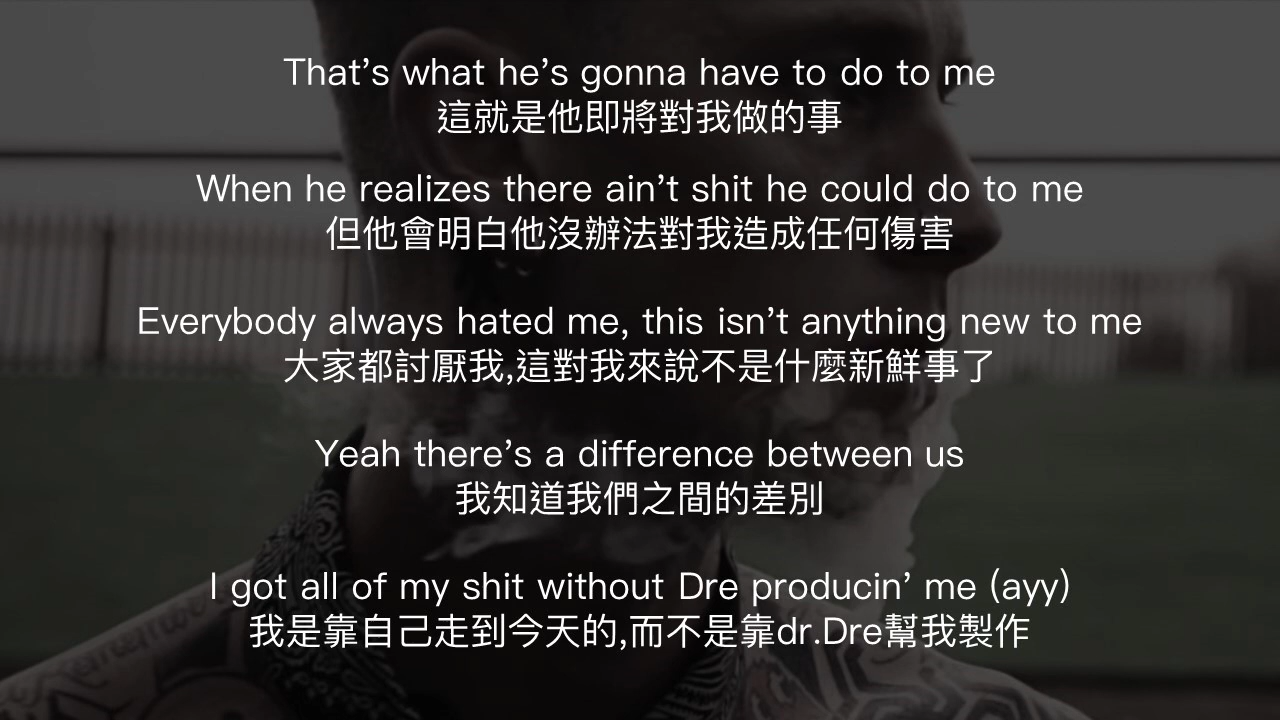 That's what he's gonna have to do to me
這就是他即將對我做的事
When he realizes there ain't shit he could do to me
但他會明白他沒辦法對我造成任何傷害
Everybody always hated me, this isn't anything new to me
大家都討厭我,這對我來說不是什麼新鮮事了
Yeah there's a difference between us
我知道我們之間的差別
I got all of my shit without Dre producin' me (ayy)
我是靠自己走到今天的,而不是靠dr.Dre幫我製作